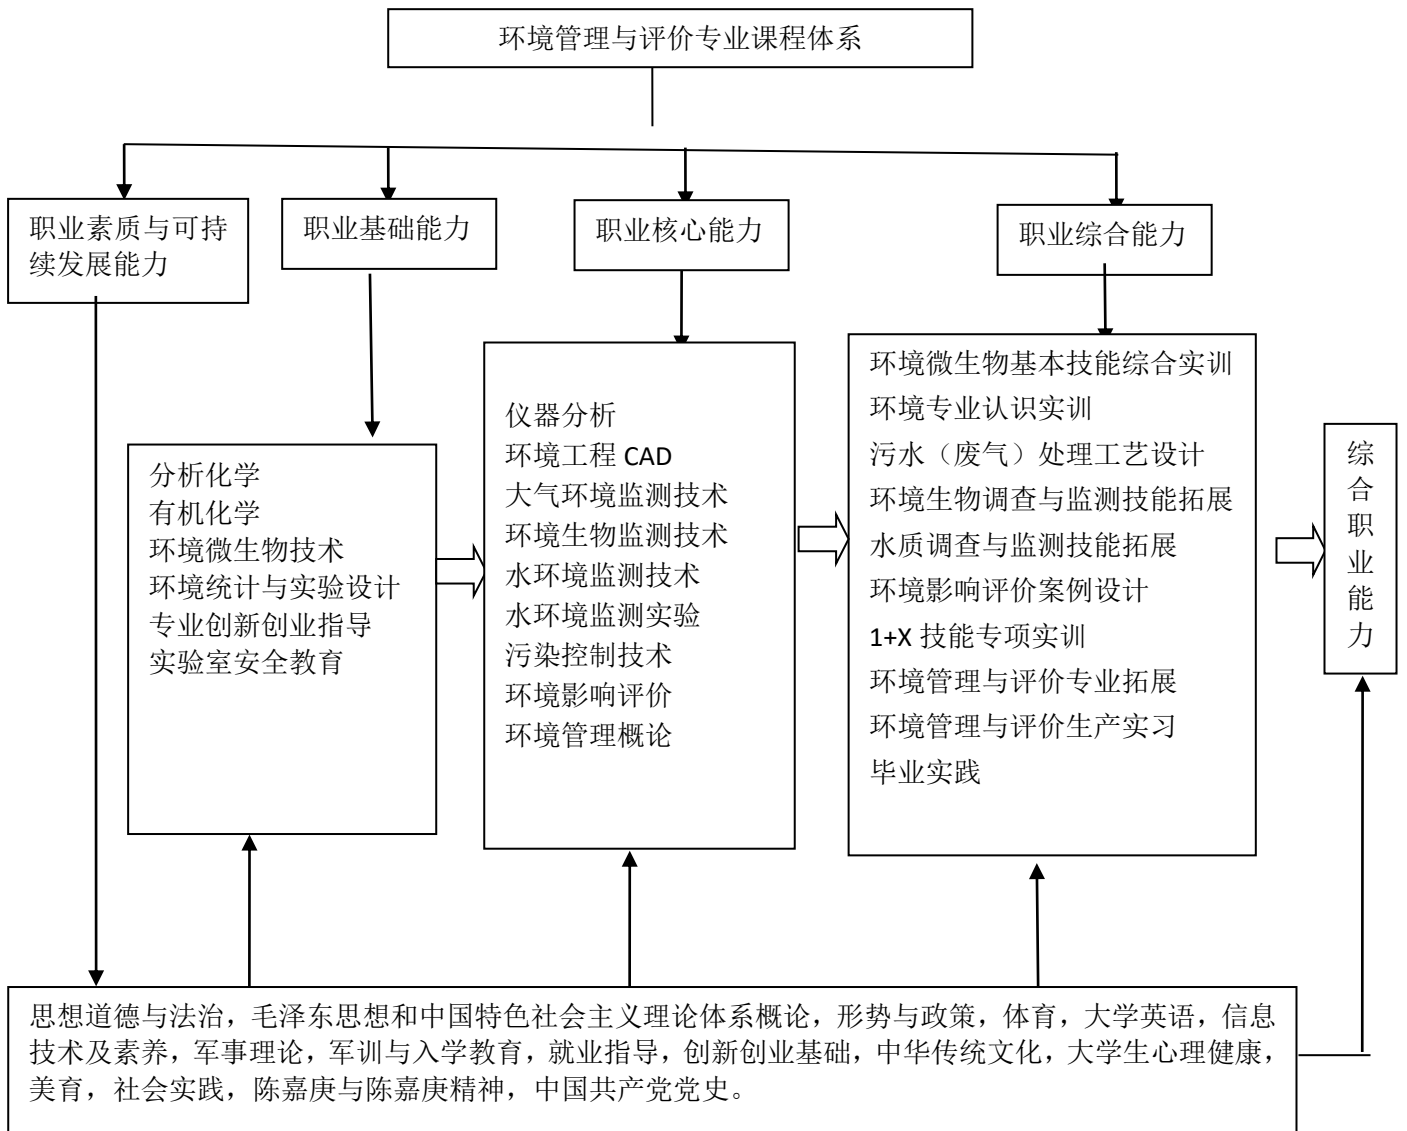 环境管理与评价专业课程体系
职业素质与可持
续发展能力
职业基础能力
职业核心能力
职业综合能力
分析化学
有机化学
环境微生物技术
环境统计与实验设计
专业创新创业指导
实验室安全教育
仪器分析
环境工程 CAD
大气环境监测技术
环境生物监测技术
水环境监测技术
水环境监测实验
污染控制技术
环境影响评价
环境管理概论
环境微生物基本技能综合实训
环境专业认识实训
污水（废气）处理工艺设计
环境生物调查与监测技能拓展
水质调查与监测技能拓展
环境影响评价案例设计
1+X 技能专项实训
环境管理与评价专业拓展
环境管理与评价生产实习
毕业实践
综
合
职
业
能
力
思想道德与法治，毛泽东思想和中国特色社会主义理论体系概论，形势与政策，体育，大学英语，信息
技术及素养，军事理论，军训与入学教育，就业指导，创新创业基础，中华传统文化，大学生心理健康，
美育，社会实践，陈嘉庚与陈嘉庚精神，中国共产党党史。